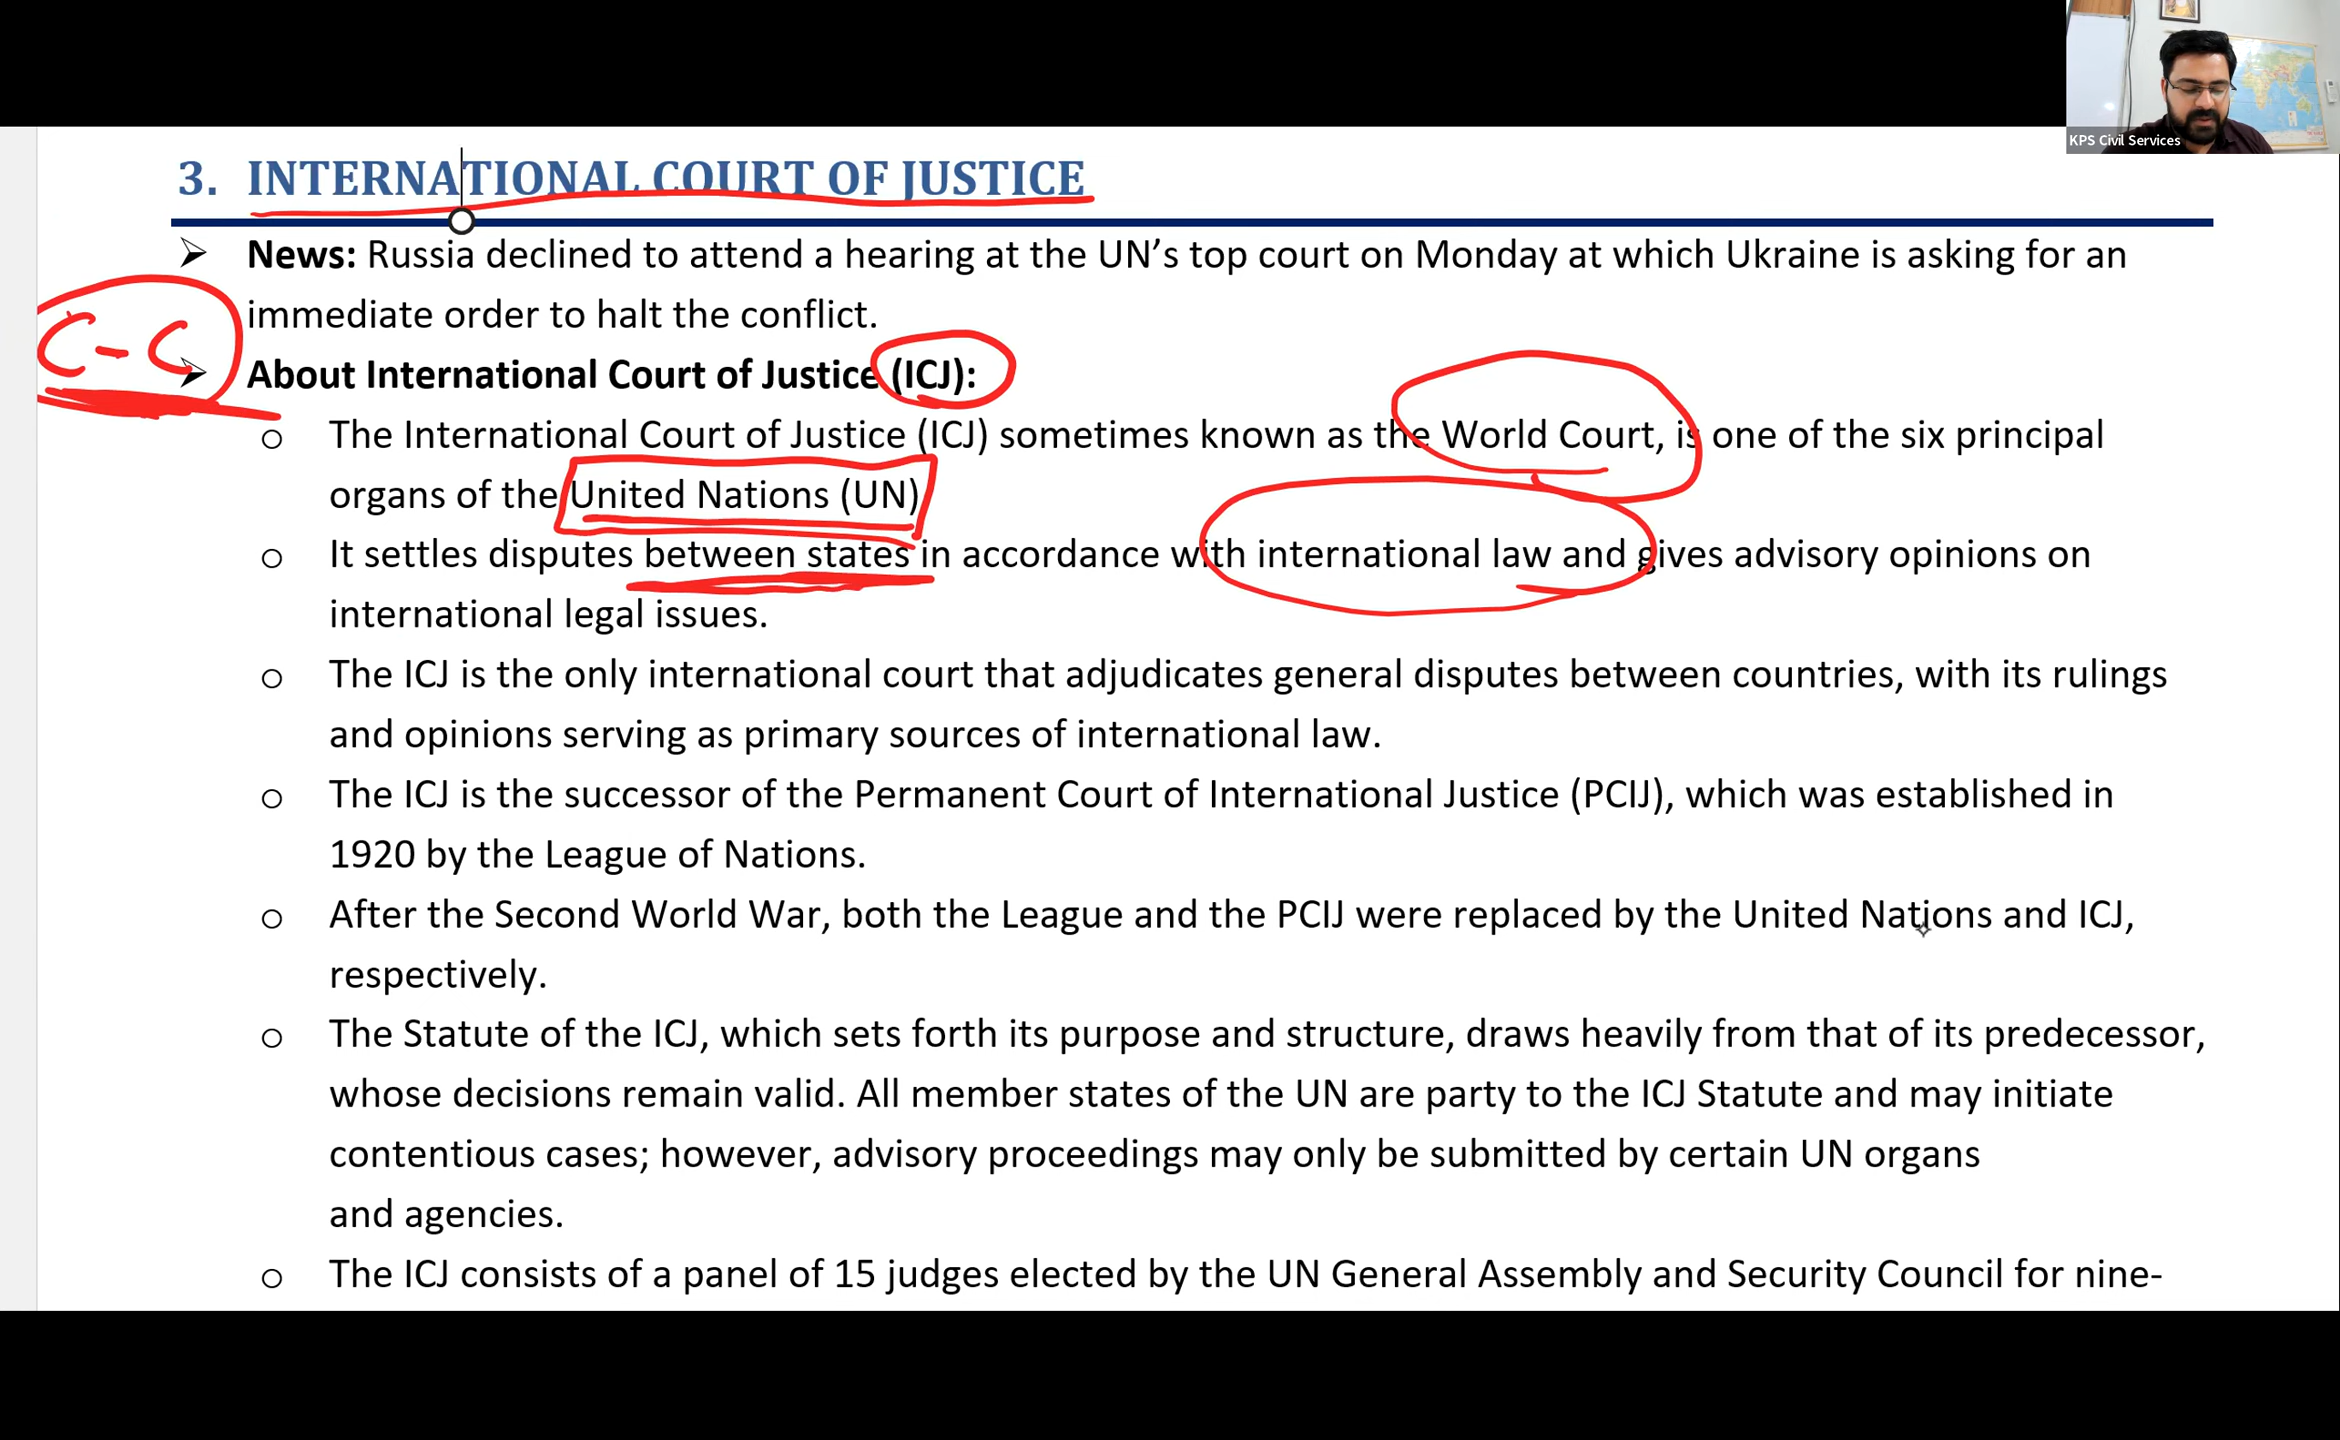 KPS Civil Services
3. INTERNATIONAL COURT OF JUSTICE
➢ News: Russia declined to attend a hearing at the UN’s top court on Monday at which Ukraine is asking for an
immediate order to halt the conflict.
C-C
➢ About International Court of Justice (ICJ):
o The International Court of Justice (ICJ) sometimes known as the World Court, is one of the six principal
organs of the United Nations (UN)
o It settles disputes between states in accordance with international law and gives advisory opinions on
international legal issues.
o The ICJ is the only international court that adjudicates general disputes between countries, with its rulings
and opinions serving as primary sources of international law.
o The ICJ is the successor of the Permanent Court of International Justice (PCIJ), which was established in
1920 by the League of Nations.
o After the Second World War, both the League and the PCIJ were replaced by the United Nations and ICJ,
respectively.
o The Statute of the ICJ, which sets forth its purpose and structure, draws heavily from that of its predecessor,
whose decisions remain valid. All member states of the UN are party to the ICJ Statute and may initiate
contentious cases; however, advisory proceedings may only be submitted by certain UN organs
and agencies.
o The ICJ consists of a panel of 15 judges elected by the UN General Assembly and Security Council for nine-